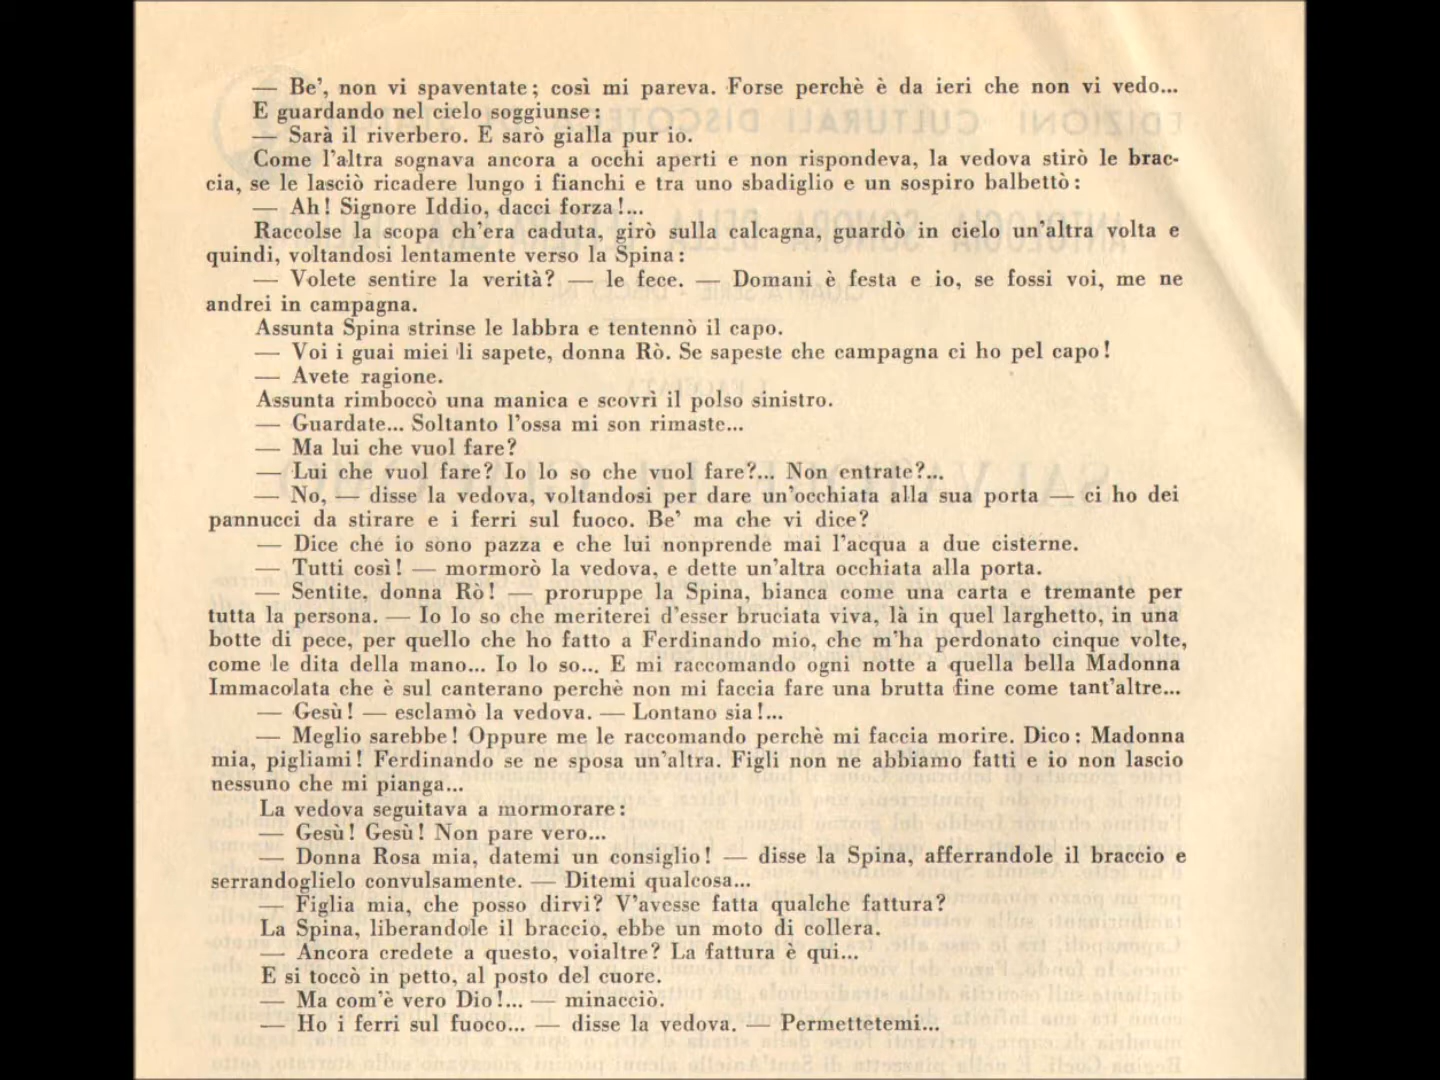 — Be', non vi spaventate; così mi pareva. Forse perchè è da ieri che non vi vedo...
E guardando nel cielo soggiunse:
— Sarà il riverbero. E sarò gialla pur io.
Come l'altra sognava ancora a occhi aperti e non rispondeva, la vedova stirò le brac-
cia, se le lasciò ricadere lungo i fianchi e tra uno sbadiglio e un sospiro balbettò:
— Ah! Signore Iddio, dacci forza!...
Raccolse la scopa ch'era caduta, girò sulla calcagna, guardò in cielo un'altra volta e
quindi, voltandosi lentamente verso la Spina:
— Volete sentire la verità? — le fece. — Domani è festa e io, se fossi voi, me ne
andrei in campagna.
Assunta Spina strinse le labbra e tentennò il capo.
— Voi i guai miei li sapete, donna Rò. Se sapeste che campagna ci ho pel capo!
— Avete ragione.
Assunta rimboccò una manica e scovrì il polso sinistro.
— Guardate... Soltanto l'ossa mi son rimaste...
— Ma lui che vuol fare?
— Lui che vuol fare? Io lo so che vuol fare?... Non entrate?...
— No, — disse la vedova, voltandosi per dare un'occhiata alla sua porta — ci ho dei
pannucci da stirare e i ferri sul fuoco. Be' ma che vi dice?
— Dice che io sono pazza e che lui nonprende mai l'acqua a due cisterne.
— Tutti così! — mormorò la vedova, e dette un'altra occhiata alla porta.
— Sentite, donna Rò! — proruppe la Spina, bianca come una carta e tremante per
tutta la persona. — Io lo so che meriterei d'esser bruciata viva, là in quel larghetto, in una
botte di pece, per quello che ho fatto a Ferdinando mio, che m'ha perdonato cinque volte,
come le dita della mano... Io lo so... E mi raccomando ogni notte a quella bella Madonna
Immacolata che è sul canterano perchè non mi faccia fare una brutta fine come tant'altre...
— Gesù! — esclamò la vedova. — Lontano sia!...
— Meglio sarebbe! Oppure me le raccomando perchè mi faccia morire. Dico: Madonna
mia, pigliami! Ferdinando se ne sposa un'altra. Figli non ne abbiamo fatti e io non lascio
nessuno che mi pianga...
La vedova seguitava a mormorare:
— Gesù! Gesù! Non pare vero...
— Donna Rosa mia, datemi un consiglio! — disse la Spina, afferrandole il braccio e
serrandoglielo convulsamente. — Ditemi qualcosa...
— Figlia mia, che posso dirvi? V'avesse fatta qualche fattura?
La Spina, liberandole il braccio, ebbe un moto di collera.
— Ancora credete a questo, voialtre? La fattura è qui...
E si toccò in petto, al posto del cuore.
— Ma com'è vero Dio!... — minacciò.
— Ho i ferri sul fuoco... — disse la vedova. — Permettetemi...